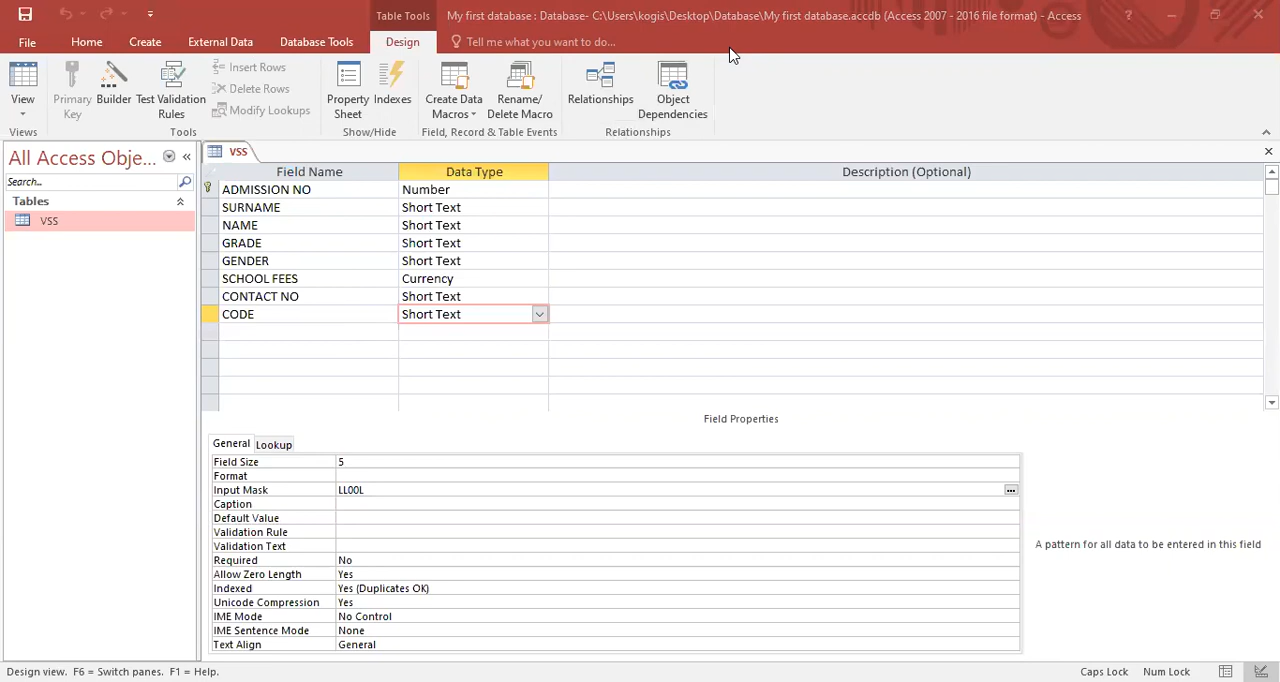 Table Tools
My first database : Database- C:\Users\kogis\Desktop\Database\My first database.accdb (Access 2007 - 2016 file format) - Access
?
File Home Create External Data Database Tools Design Tell me what you want to do...
View
Primary Key
Builder
Test Validation Rules
Insert Rows
Delete Rows
Modify Lookups
Property Sheet
Indexes
Create Data Macros
Rename/ Delete Macro
Relationships
Object Dependencies
Views Tools Show/Hide Field, Record & Table Events Relationships
All Access Obje...
Search...
Tables
VSS
VSS
Field Name Data Type Description (Optional)
ADMISSION NO Number
SURNAME Short Text
NAME Short Text
GRADE Short Text
GENDER Short Text
SCHOOL FEES Currency
CONTACT NO Short Text
CODE Short Text
Field Properties
General Lookup
Field Size 5
Format
Input Mask LL00L
Caption
Default Value
Validation Rule
Validation Text
Required No
Allow Zero Length Yes
Indexed Yes (Duplicates OK)
Unicode Compression Yes
IME Mode No Control
IME Sentence Mode None
Text Align General
A pattern for all data to be entered in this field
Design view. F6 = Switch panes. F1 = Help. Caps Lock Num Lock